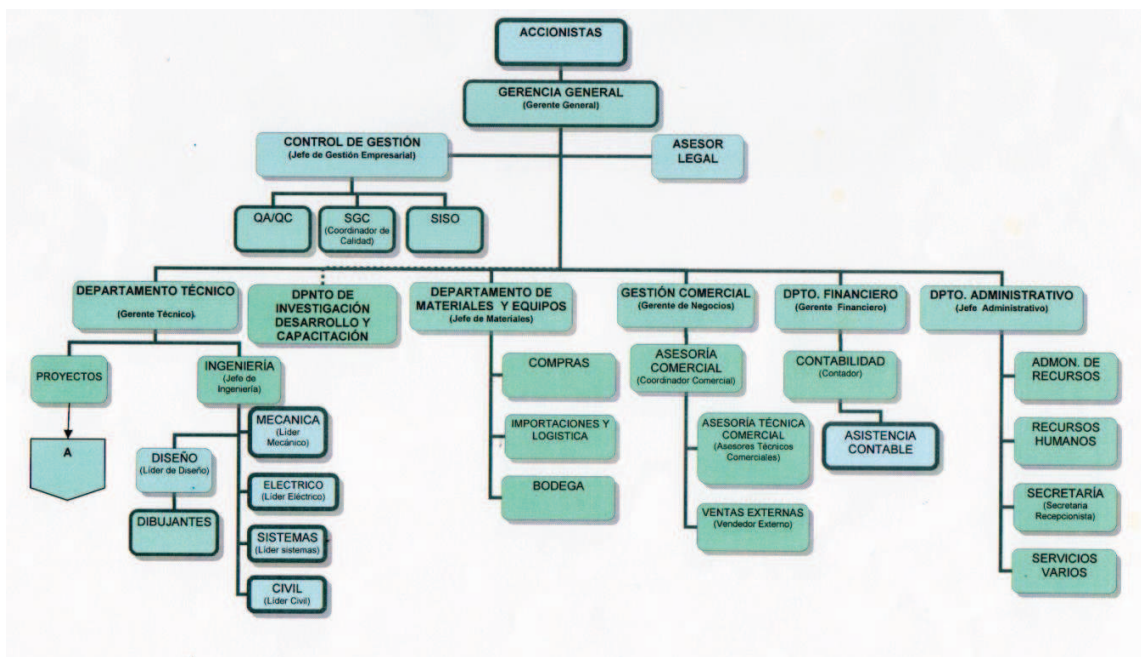 ACCIONISTAS
GERENCIA GENERAL
(Gerente General)
CONTROL DE GESTIÓN
(Jefe de Gestión Empresarial)
ASESOR
LEGAL
QA/QC
SGC
(Coordinador de
Calidad)
SISO
DEPARTAMENTO TÉCNICO
(Gerente Técnico).
DPNTO DE
INVESTIGACIÓN
DESARROLLO Y
CAPACITACIÓN
DEPARTAMENTO DE
MATERIALES Y EQUIPOS
(Jefe de Materiales)
GESTIÓN COMERCIAL
(Gerente de Negocios)
DPTO. FINANCIERO
(Gerente Financiero)
DPTO. ADMINISTRATIVO
(Jefe Administrativo)
PROYECTOS
A
INGENIERÍA
(Jefe de
Ingeniería)
MECANICA
(Líder
Mecánico)
DISEÑO
(Líder de Diseño)
DIBUJANTES
ELECTRICO
(Líder Eléctrico)
SISTEMAS
(Líder sistemas)
CIVIL
(Líder Civil)
COMPRAS
IMPORTACIONES Y
LOGISTICA
BODEGA
ASESORÍA
COMERCIAL
(Coordinador Comercial)
ASESORÍA TÉCNICA
COMERCIAL
(Asesores Técnicos
Comerciales)
VENTAS EXTERNAS
(Vendedor Externo)
CONTABILIDAD
(Contador)
ASISTENCIA
CONTABLE
ADMON. DE
RECURSOS
RECURSOS
HUMANOS
SECRETARÍA
(Secretaria
Recepcionista)
SERVICIOS
VARIOS